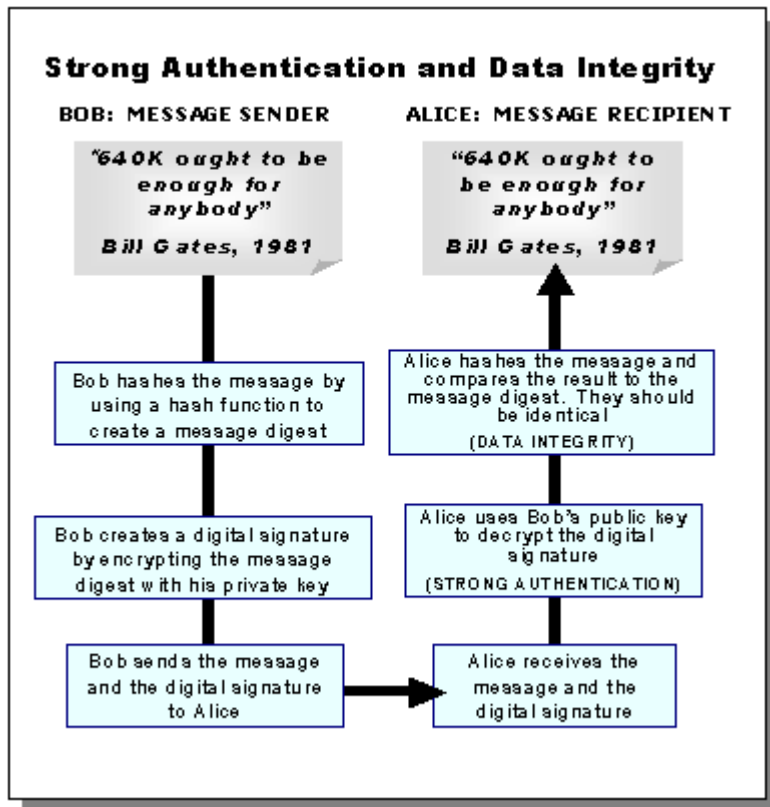 Strong Authentication and Data Integrity
BOB: MESSAGE SENDER
"640K ought to be
enough for
anybody"
Bill Gates, 1981
Bob hashes the message by
using a hash function to
create a message digest
Bob creates a digital signature
by encrypting the message
digest with his private key
Bob sends the message
and the digital signature
to Alice
ALICE: MESSAGE RECIPIENT
"640K ought to
be enough for
anybody"
Bill Gates, 1981
Alice hashes the message and
compares the result to the
message digest. They should
be identical
(DATA INTEGRITY)
Alice uses Bob's public key
to decrypt the digital
signature
(STRONG AUTHENTICATION)
Alice receives the
message and the
digital signature